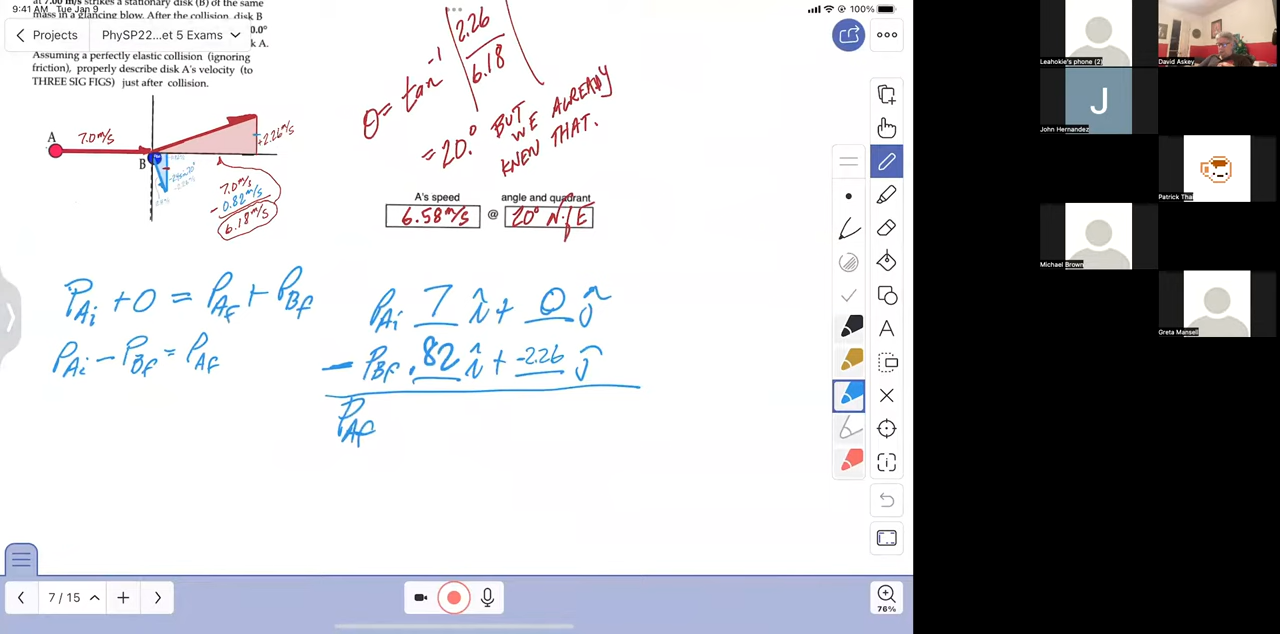 9:41 AM Tue Jan 9
100%
at 7.00 m/s strikes a stationary disk (B) of the same
mass in a glancing blow. After the collision, disk B
Projects
PhySP22...et 5 Exams
0.0°
k A.
Assuming a perfectly elastic collision (ignoring
friction), properly describe disk A's velocity (to
THREE SIG FIGS) just after collision.
A
7.0 m/s
B
+2.26 m/s
7.0 m/s
- 0.82 m/s
6.18 m/s
θ = tan⁻¹ | 2.26 / 6.18 |
= 20.° BUT WE ALREADY
KNEW THAT.
A's speed
angle and quadrant
6.58 m/s @ 20° N of E
P_Ai + 0 = P_Af + P_Bf
P_Ai - P_Bf = P_Af
P_Ai 7 î + 0 ĵ
- P_Bf .82 î + -2.26 ĵ
P_Af
7 / 15
76%
A
Leahokie's phone (2)
David Askey
J
John Hernandez
Patrick Thai
Michael Brown
Greta Mansell